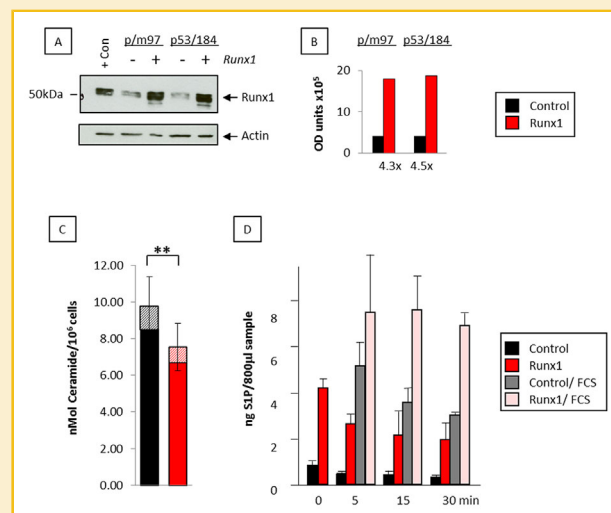 A
+ Con
p/m97 p53/184
- + - + Runx1
50kDa
Runx1
Actin
B
p/m97 p53/184
OD units x10⁵
20
10
0
4.3x 4.5x
Control
Runx1
C
**
nMol Ceramide/10⁶ cells
12.00
10.00
8.00
6.00
4.00
2.00
0.00
D
ng S1P/800µl sample
8
6
4
2
0
0 5 15 30 min
Control
Runx1
Control/ FCS
Runx1/ FCS